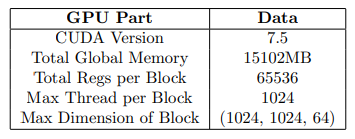 GPU Part Data
CUDA Version 7.5
Total Global Memory 15102MB
Total Regs per Block 65536
Max Thread per Block 1024
Max Dimension of Block (1024, 1024, 64)